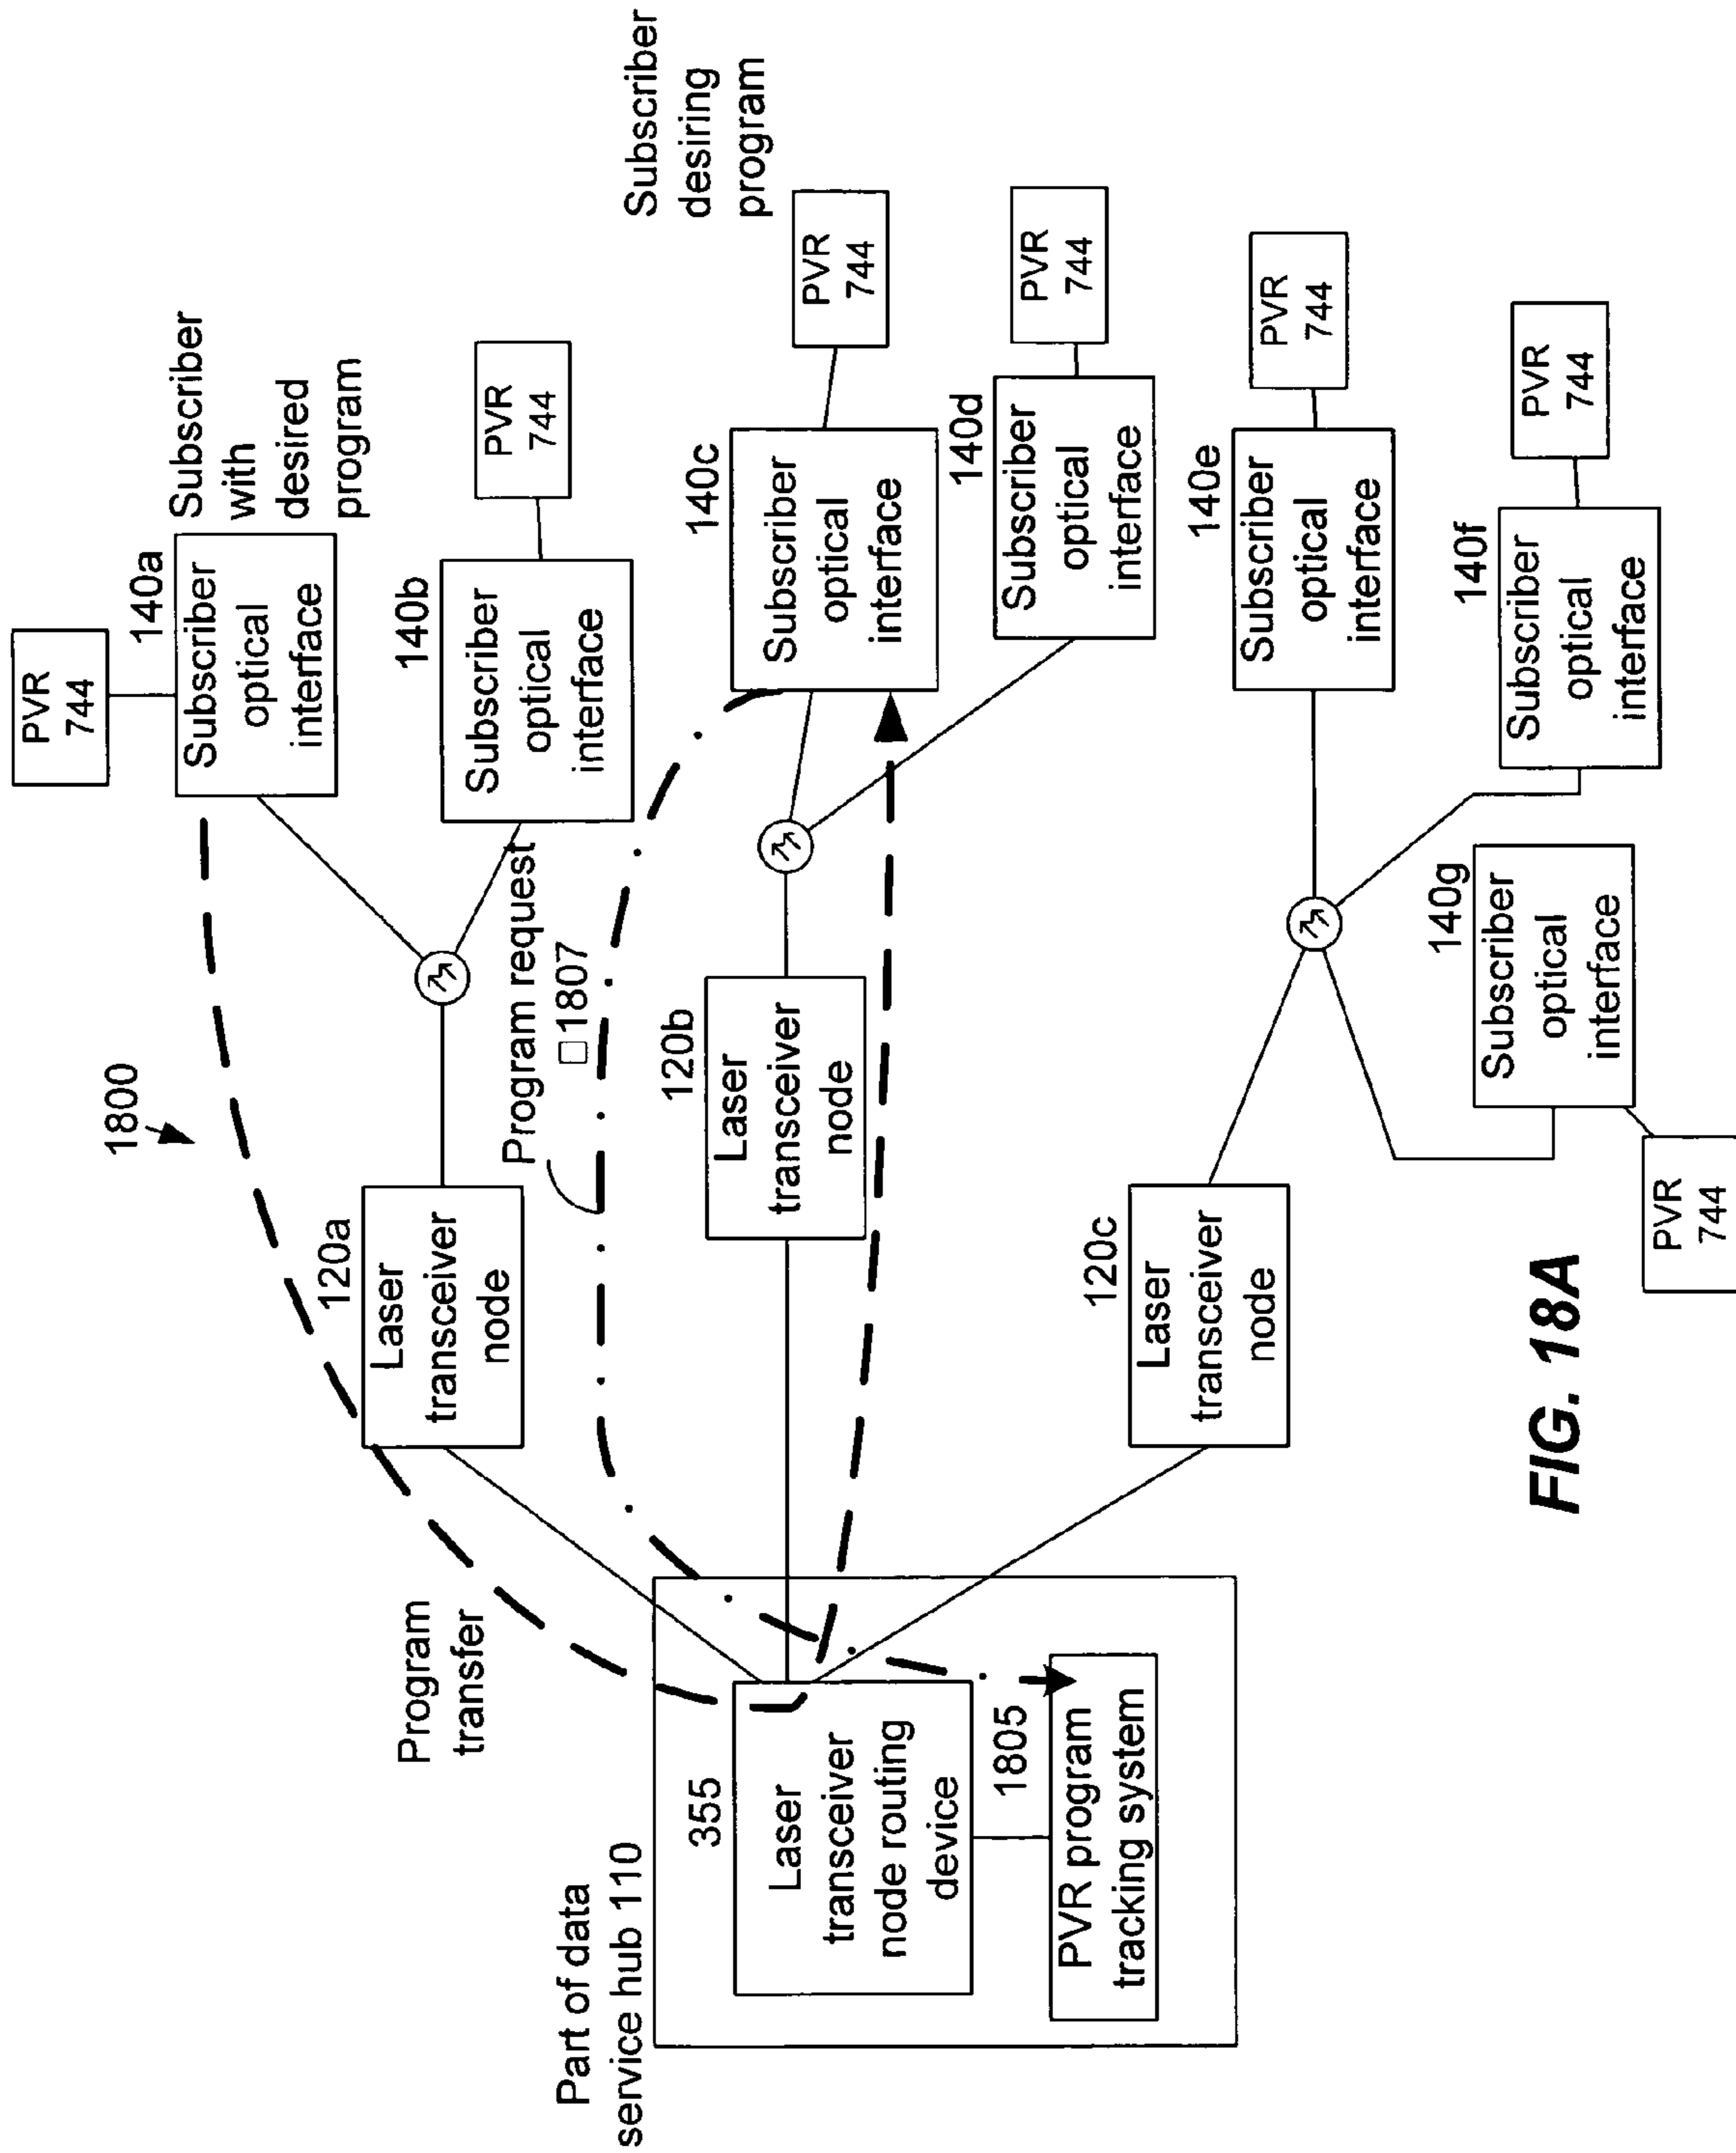 1800
PVR
744
140a
Subscriber
optical
interface
Subscriber
with
desired
program
140b
Subscriber
optical
interface
PVR
744
120a
Laser
transceiver
node
Program
transfer
Program request
□1807
Part of data
service hub 110
355
Laser
transceiver
node routing
device
1805
PVR program
tracking system
120b
Laser
transceiver
node
140c
Subscriber
optical
interface
PVR
744
Subscriber
desiring
program
140d
Subscriber
optical
interface
PVR
744
120c
Laser
transceiver
node
140e
Subscriber
optical
interface
PVR
744
140f
Subscriber
optical
interface
PVR
744
140g
Subscriber
optical
interface
PVR
744
FIG. 18A